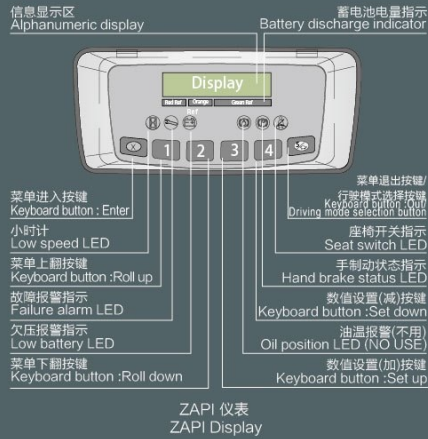 信息显示区
Alphanumeric display
蓄电池电量指示
Battery discharge indicator
Display
Red Ref Orange Green Ref
Ref
1 2 3 4
菜单进入按键
Keyboard button : Enter
小时计
Low speed LED
菜单上翻按键
Keyboard button :Roll up
故障报警指示
Failure alarm LED
欠压报警指示
Low battery LED
菜单下翻按键
Keyboard button :Roll down
菜单退出按键/
行驶模式选择按键
Keyboard button :Out/
Driving mode selection button
座椅开关指示
Seat switch LED
手制动状态指示
Hand brake status LED
数值设置(减)按键
Keyboard button :Set down
油温报警(不用)
Oil position LED (NO USE)
数值设置(加)按键
Keyboard button :Set up
ZAPI 仪表
ZAPI Display